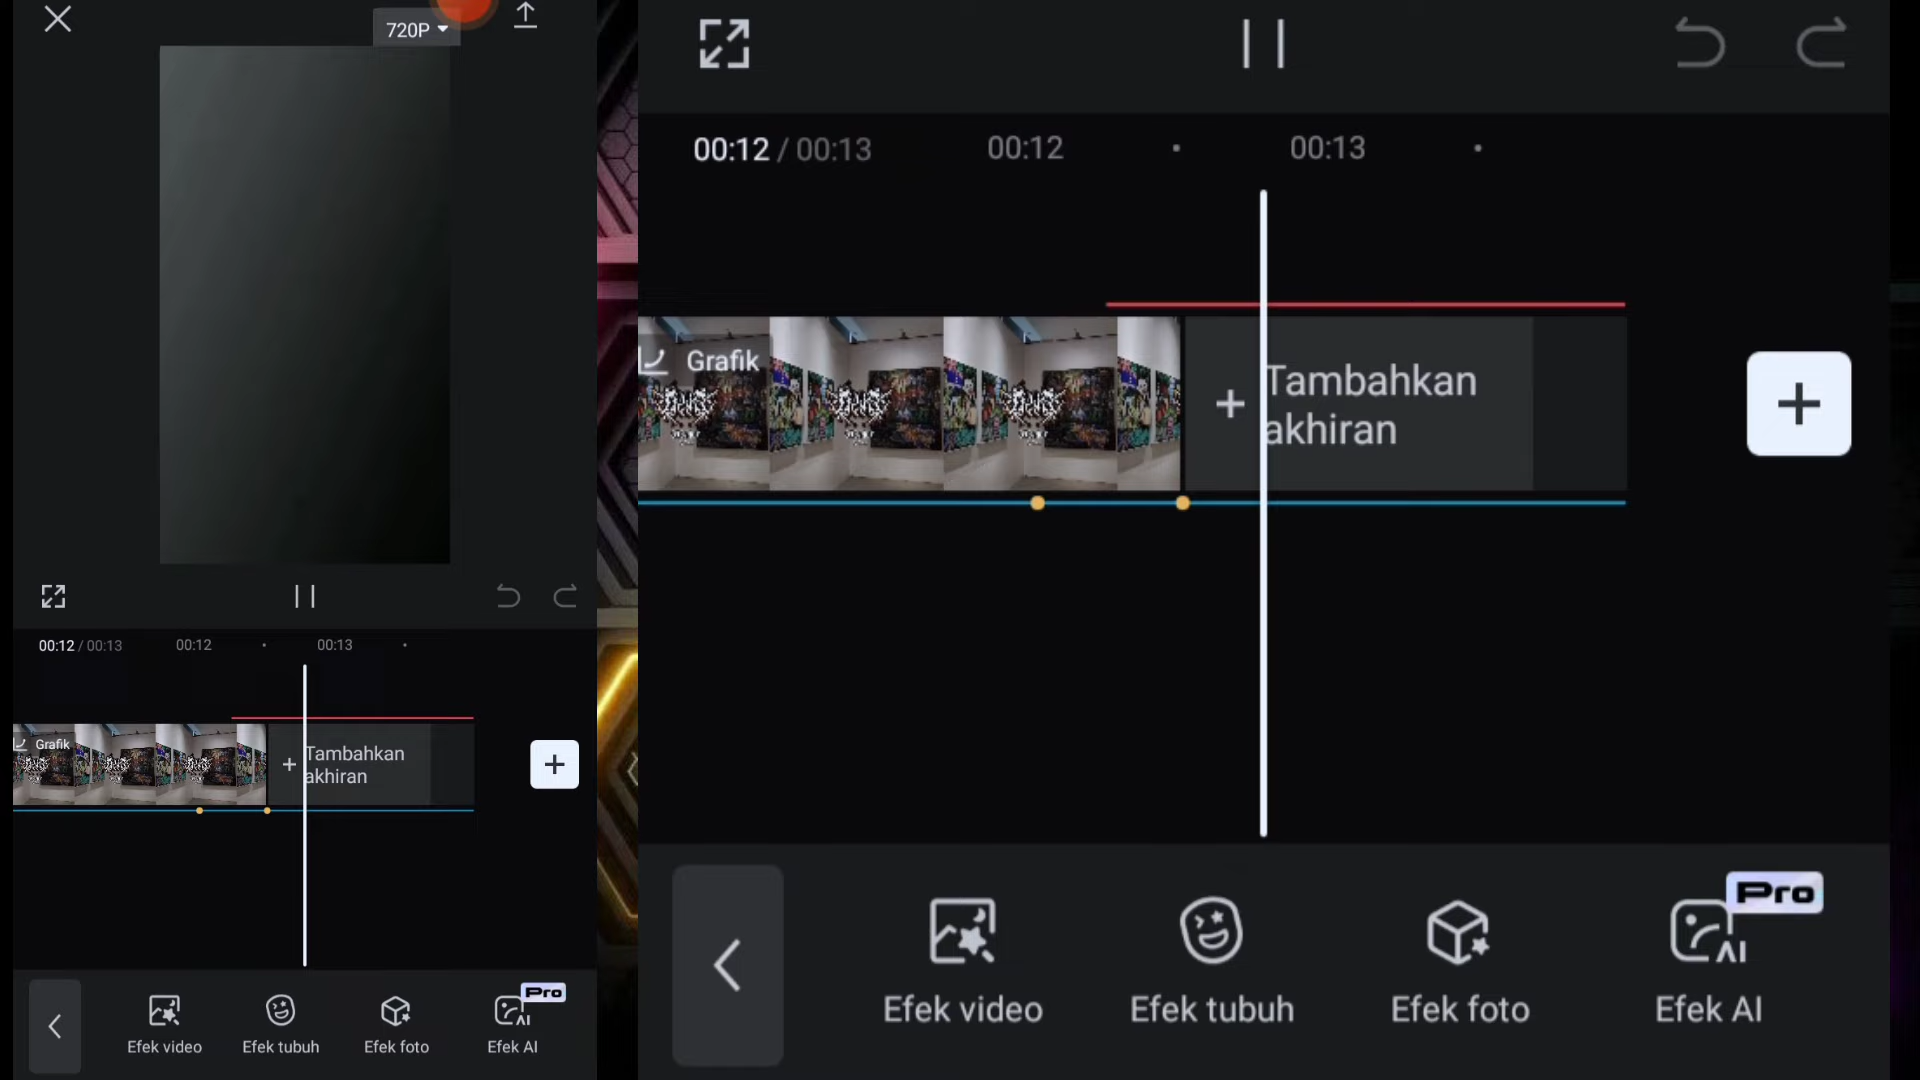 720P
00:12 / 00:13
00:12
00:13
Grafik
+ Tambahkan
akhiran
Efek video
Efek tubuh
Efek foto
Efek AI
Pro
AI
00:12 / 00:13
00:12
00:13
Grafik
+ Tambahkan
akhiran
Efek video
Efek tubuh
Efek foto
Efek AI
Pro
AI